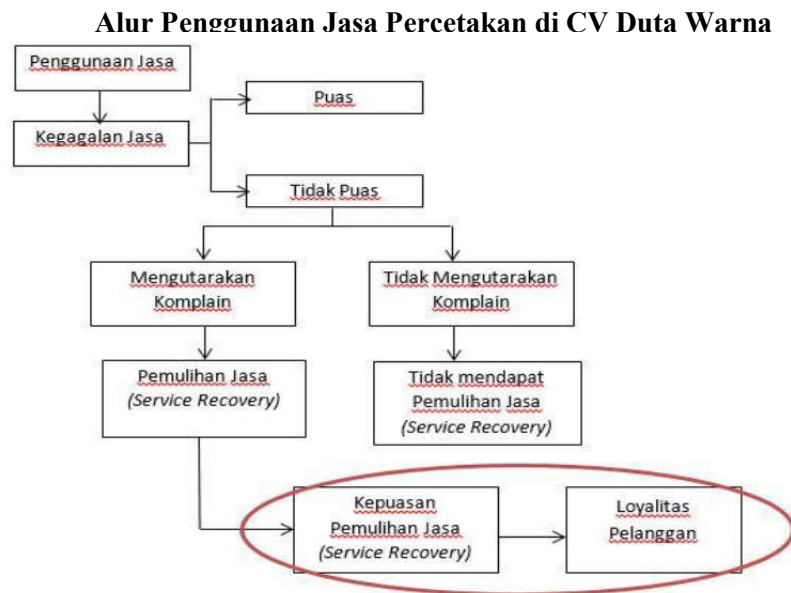 Alur Penggunaan Jasa Percetakan di CV Duta Warna
Penggunaan Jasa
Kegagalan Jasa
Puas
Tidak Puas
Mengutarakan
Komplain
Tidak Mengutarakan
Komplain
Pemulihan Jasa
(Service Recovery)
Tidak mendapat
Pemulihan Jasa
(Service Recovery)
Kepuasan
Pemulihan Jasa
(Service Recovery)
Loyalitas
Pelanggan